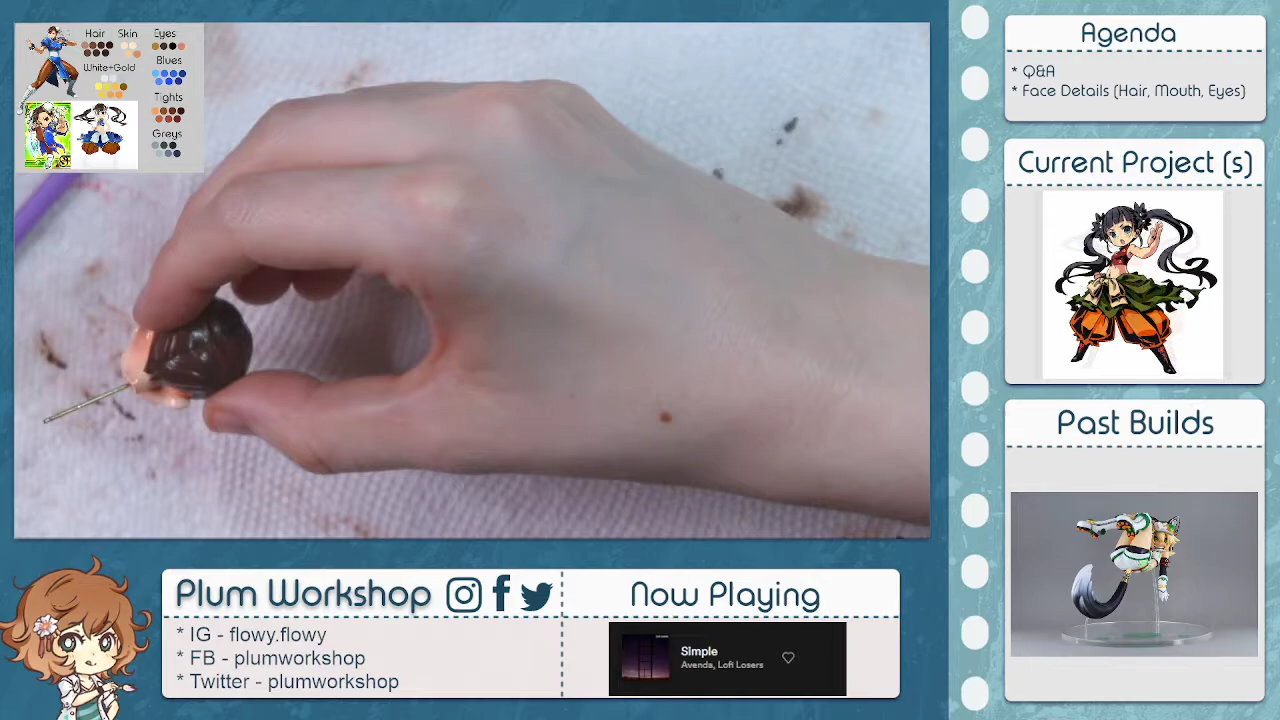 Hair Skin Eyes
White+Gold
Blues
Tights
Greys
Agenda
* Q&A
* Face Details (Hair, Mouth, Eyes)
Current Project (s)
Past Builds
Plum Workshop
* IG - flowy.flowy
* FB - plumworkshop
* Twitter - plumworkshop
Now Playing
SImple
Avenda, Lofi Losers